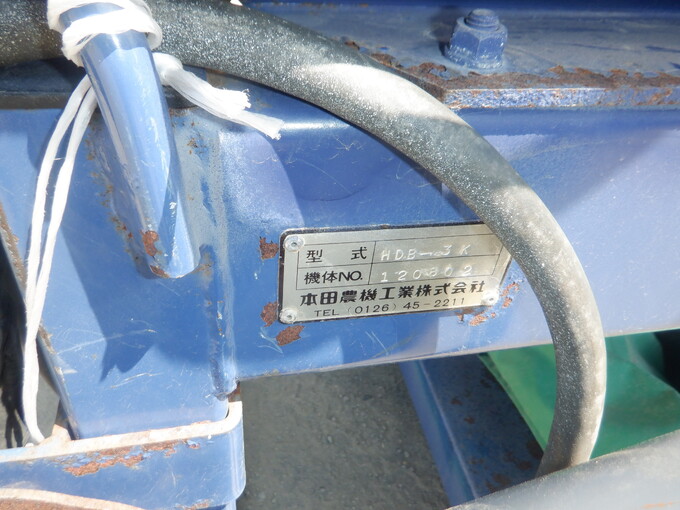 型式 HDB-3K
機体NO. 120802
本田農機工業株式会社
TEL (0126) 45-2211